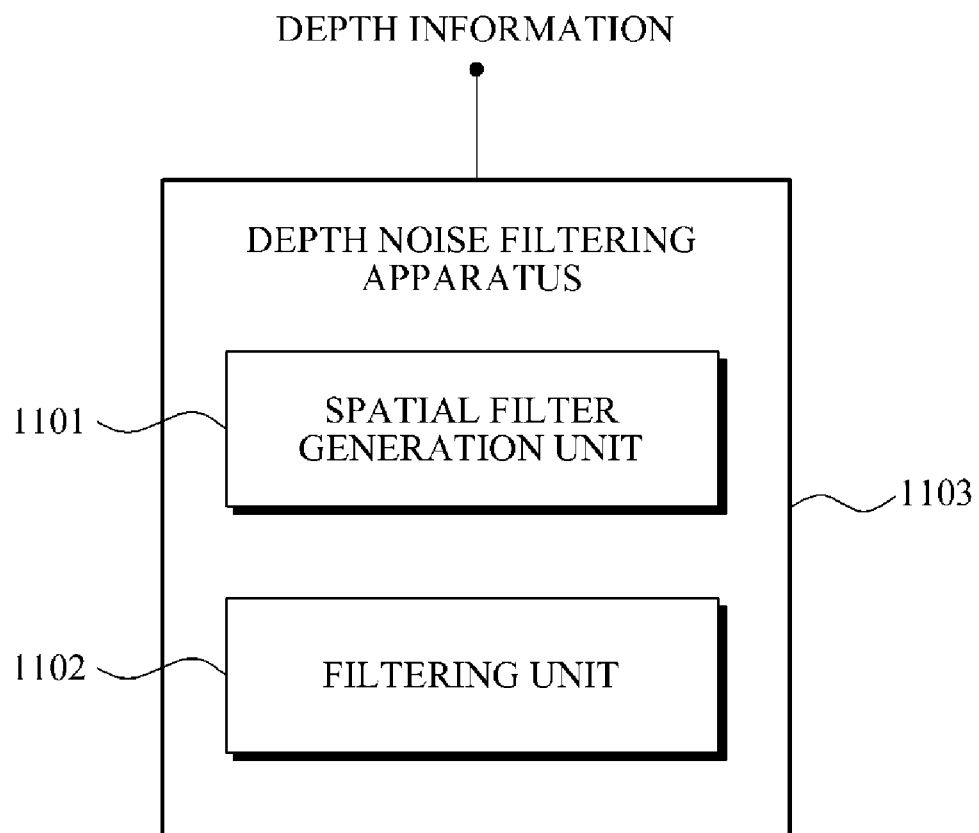 DEPTH INFORMATION
DEPTH NOISE FILTERING
APPARATUS
1101
SPATIAL FILTER
GENERATION UNIT
1103
1102
FILTERING UNIT